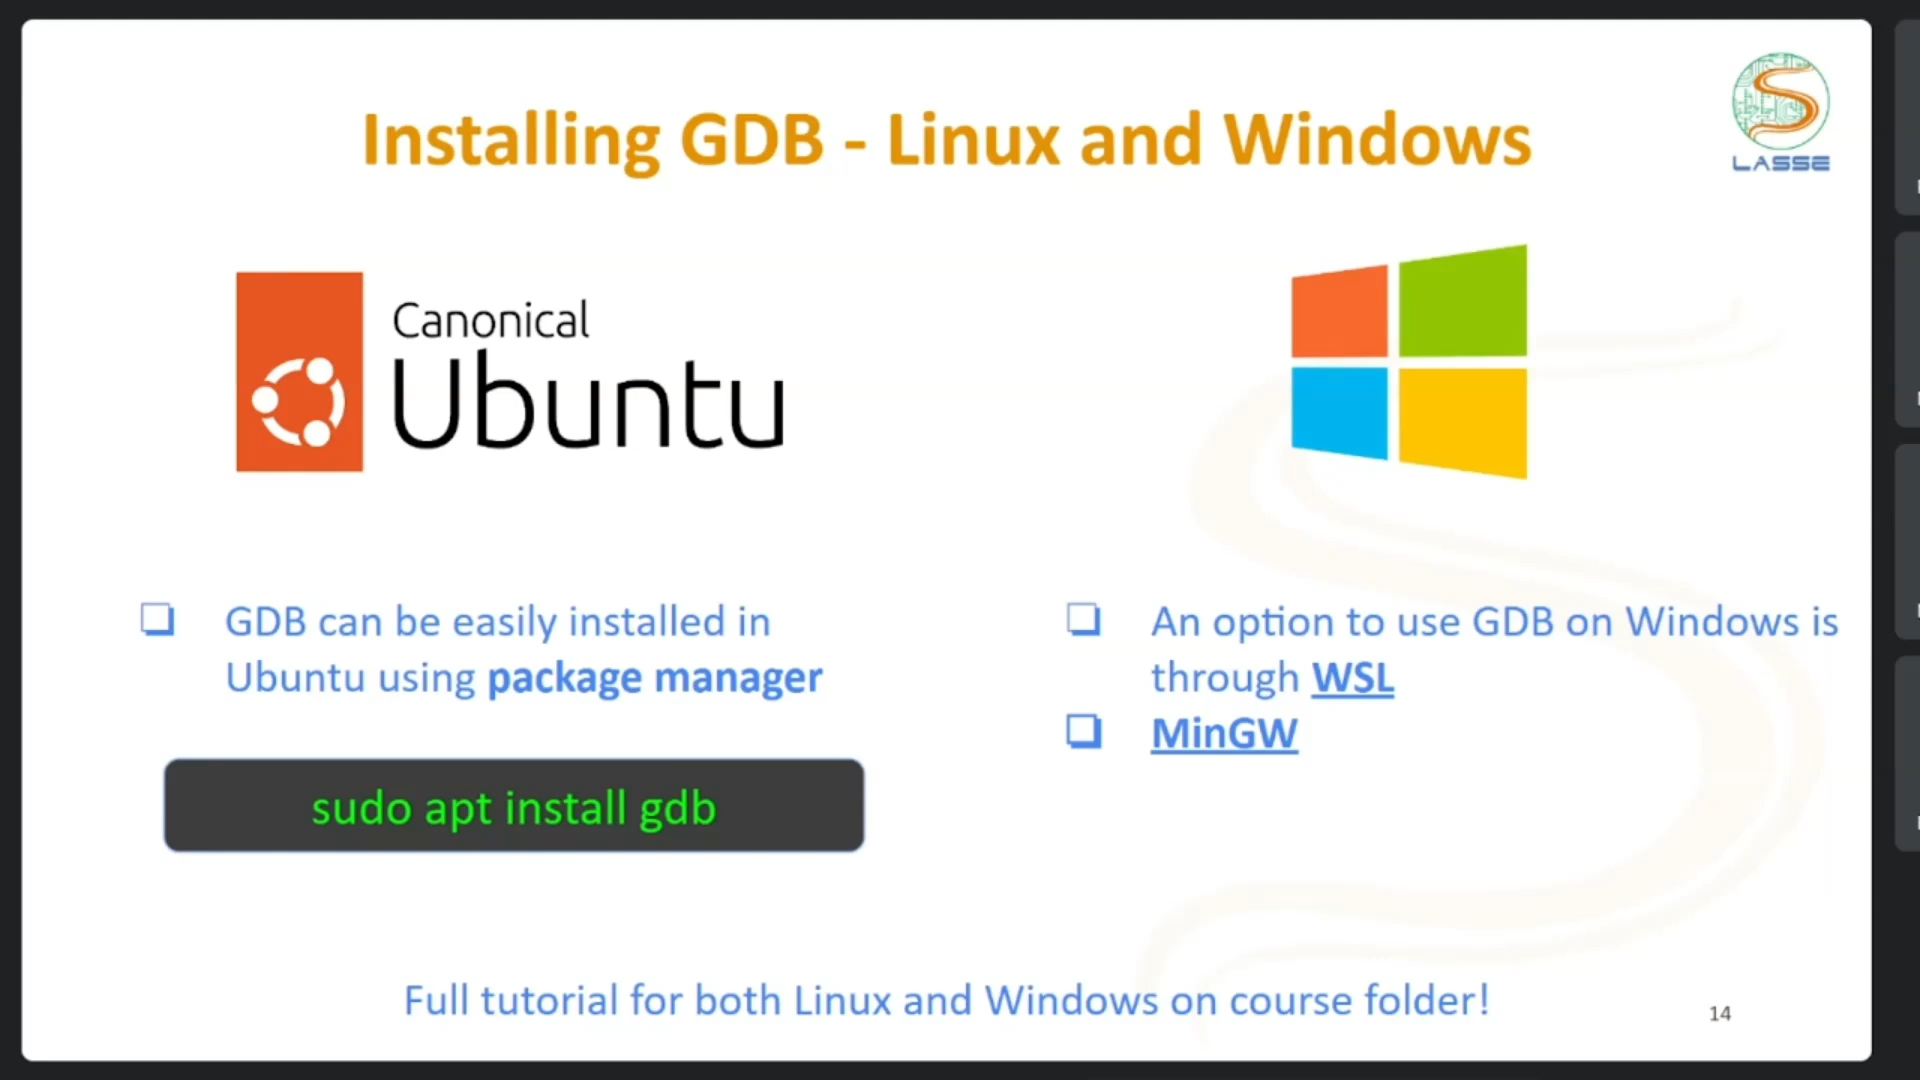 LASSE
Installing GDB - Linux and Windows
Canonical
Ubuntu
GDB can be easily installed in
Ubuntu using package manager
sudo apt install gdb
An option to use GDB on Windows is
through WSL
MinGW
Full tutorial for both Linux and Windows on course folder!
14